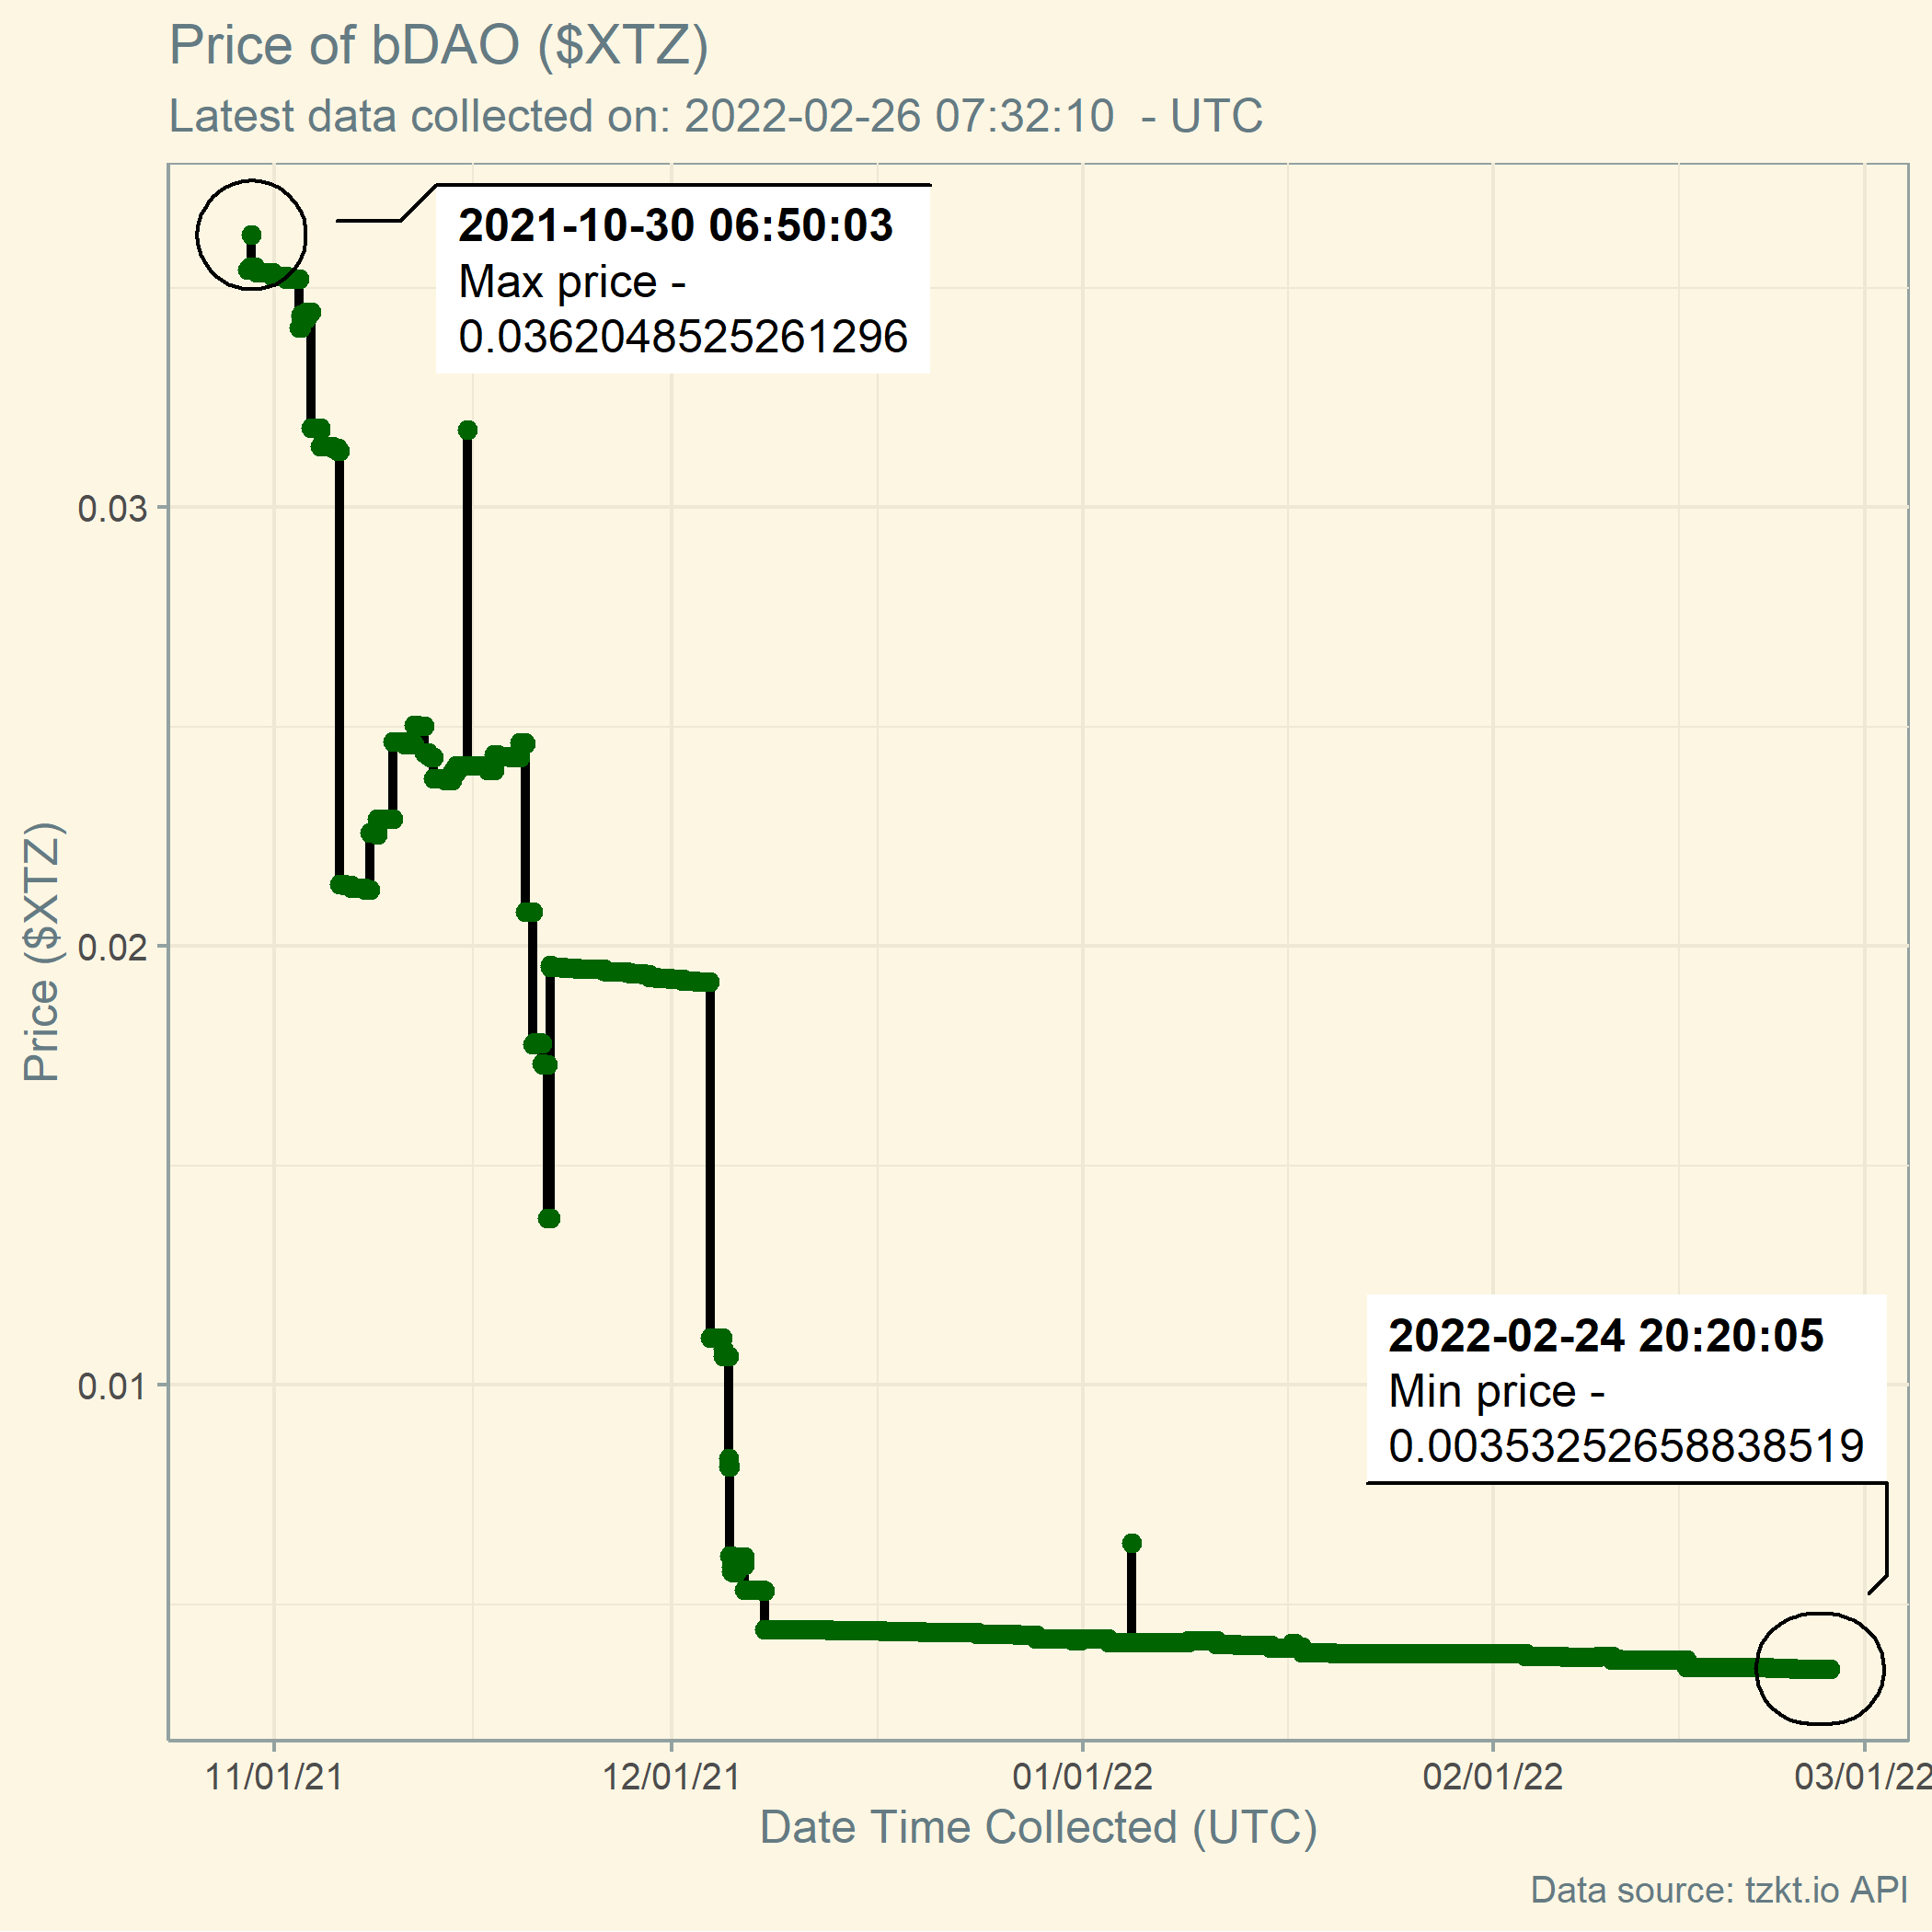 Price of bDAO ($XTZ)
Latest data collected on: 2022-02-26 07:32:10  - UTC
2021-10-30 06:50:03
Max price -
0.0362048525261296
0.03
0.02
0.01
Price ($XTZ)
2022-02-24 20:20:05
Min price -
0.00353252658838519
11/01/21
12/01/21
01/01/22
02/01/22
03/01/22
Date Time Collected (UTC)
Data source: tzkt.io API